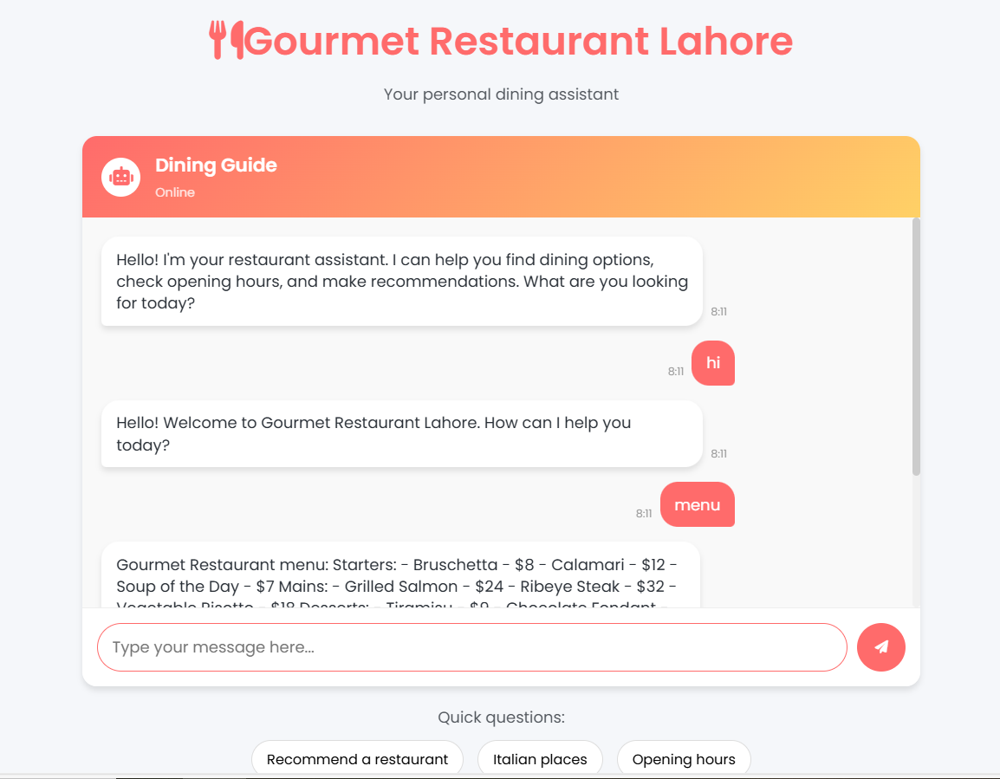 Gourmet Restaurant Lahore
Your personal dining assistant
Dining Guide
Online
Hello! I'm your restaurant assistant. I can help you find dining options,
check opening hours, and make recommendations. What are you looking
for today?
8:11
8:11
hi
Hello! Welcome to Gourmet Restaurant Lahore. How can I help you
today?
8:11
8:11
menu
Gourmet Restaurant menu: Starters: - Bruschetta - $8 - Calamari - $12 -
Soup of the Day - $7 Mains: - Grilled Salmon - $24 - Ribeye Steak - $32 -
Vegetable Risotto - $18 Desserts: - Tiramisu - $9 - Chocolate Fondant -
Type your message here...
Quick questions:
Recommend a restaurant
Italian places
Opening hours